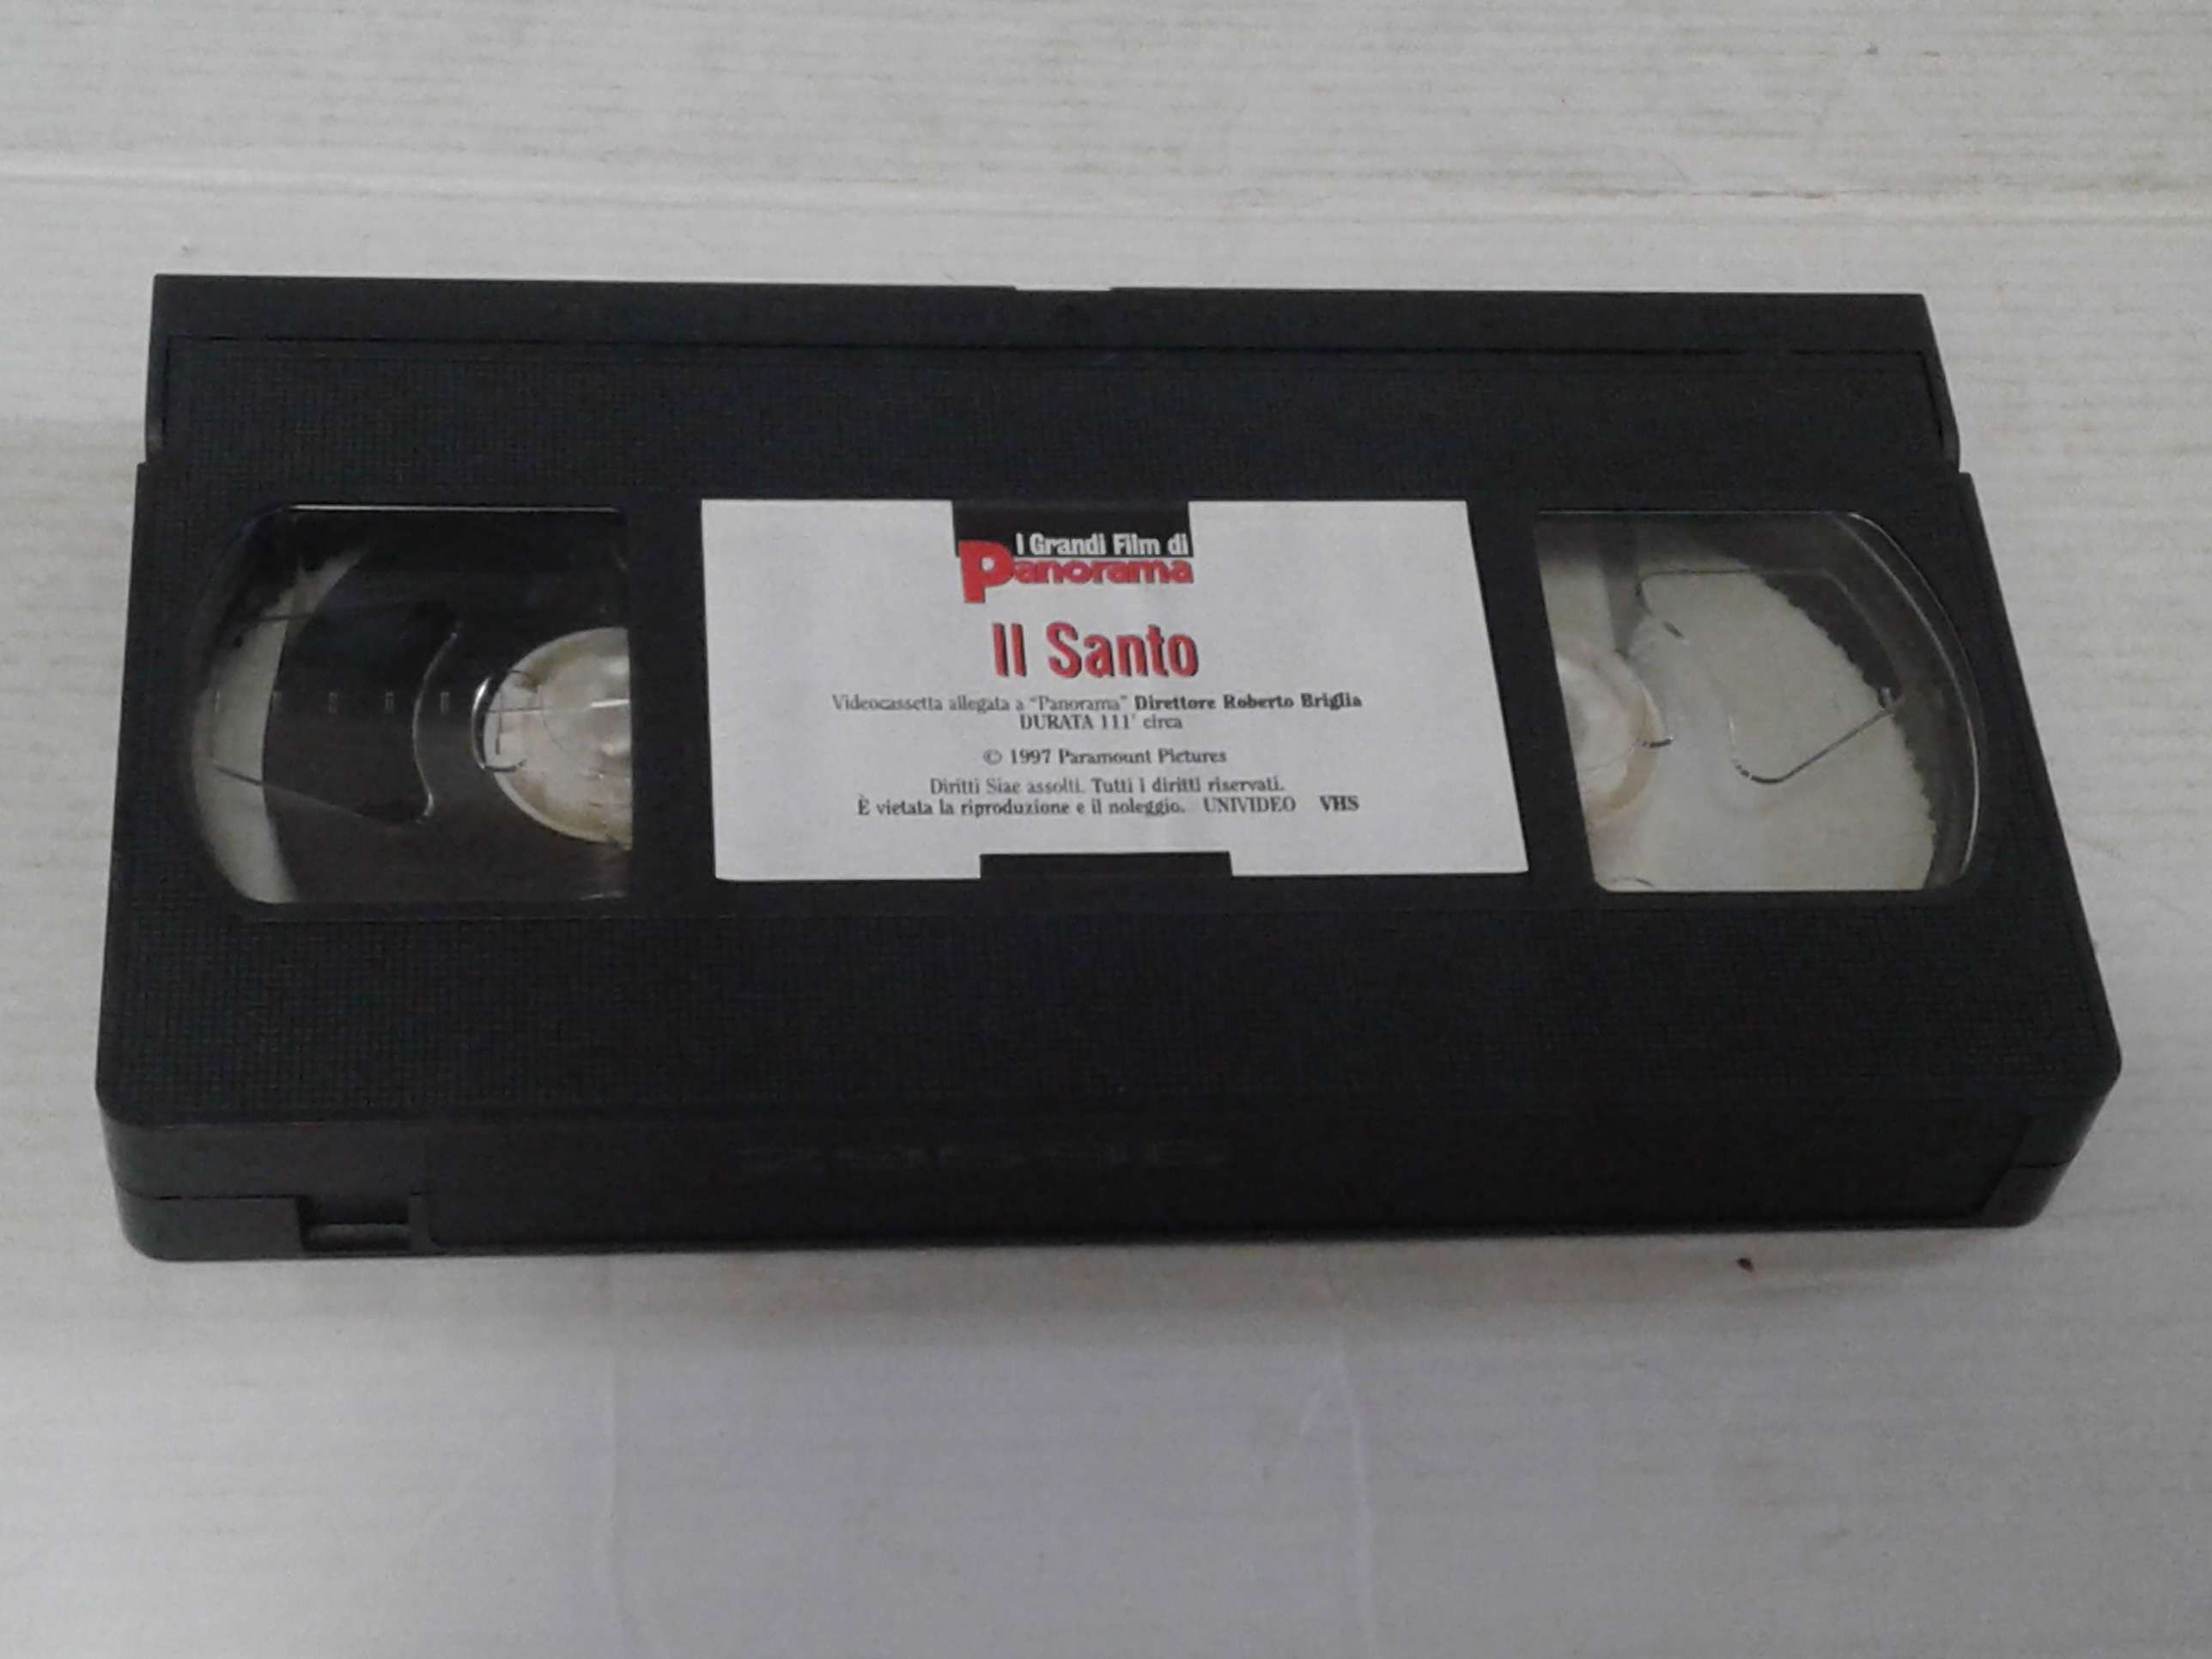 I Grandi Film di
Panorama
Il Santo
Videocassetta allegata a "Panorama" Direttore Roberto Briglia
DURATA 111' circa
© 1997 Paramount Pictures
Diritti Siae assolti. Tutti i diritti riservati.
È vietata la riproduzione e il noleggio. UNIVIDEO VHS